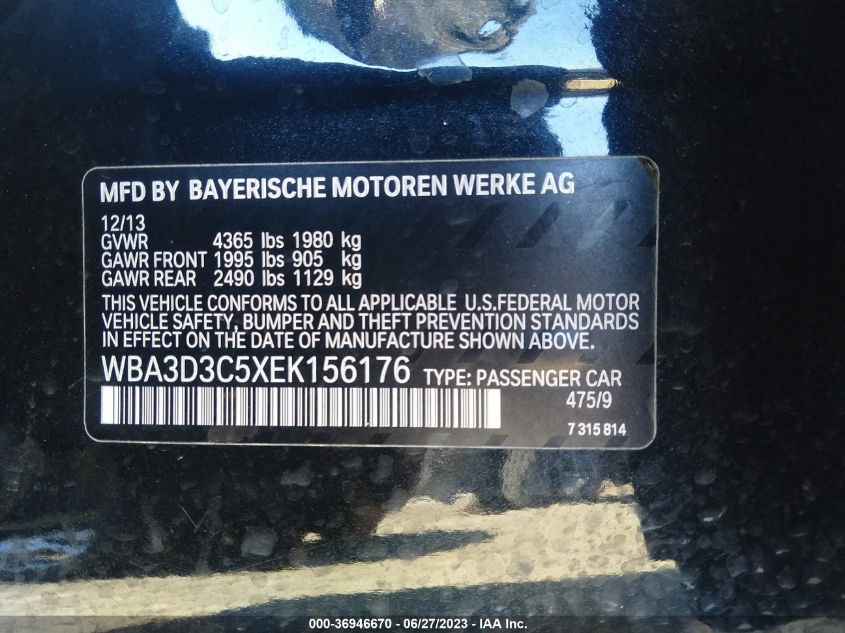 MFD BY BAYERISCHE MOTOREN WERKE AG
12/13
GVWR 4365 lbs 1980 kg
GAWR FRONT 1995 lbs 905 kg
GAWR REAR 2490 lbs 1129 kg
THIS VEHICLE CONFORMS TO ALL APPLICABLE U.S.FEDERAL MOTOR
VEHICLE SAFETY, BUMPER AND THEFT PREVENTION STANDARDS
IN EFFECT ON THE DATE OF MANUFACTURE SHOWN ABOVE.
WBA3D3C5XEK156176 TYPE: PASSENGER CAR
475/9
7 315 814
000-36946670 - 06/27/2023 - IAA Inc.